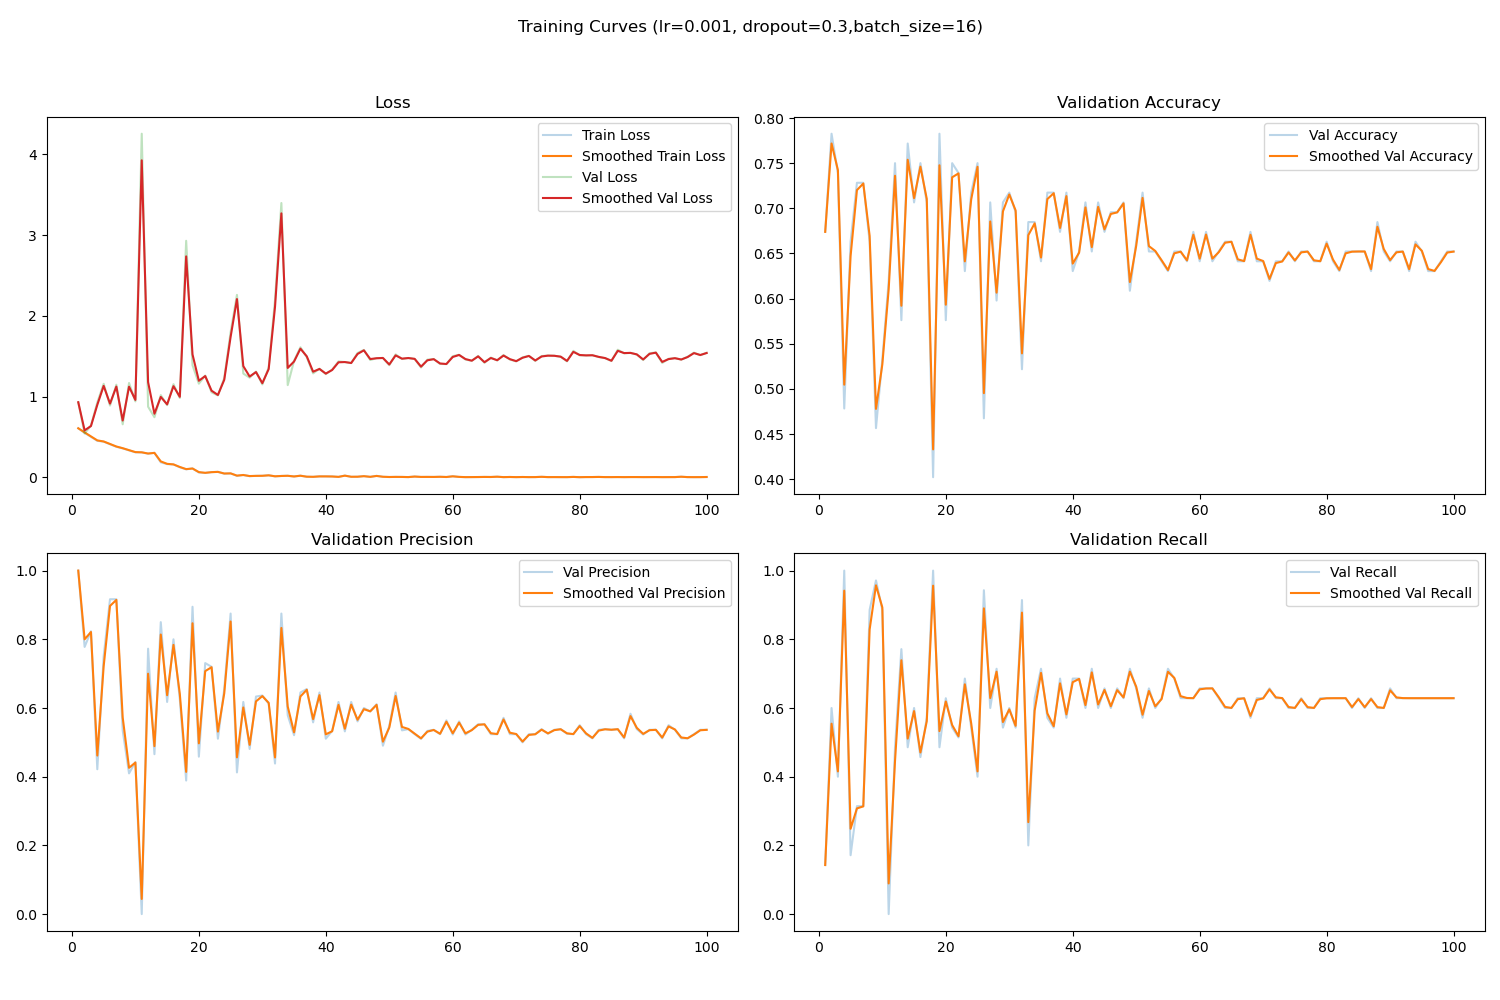 Training Curves (lr=0.001, dropout=0.3,batch_size=16)
Loss
Train Loss
Smoothed Train Loss
Val Loss
Smoothed Val Loss
4
3
2
1
0
0 20 40 60 80 100
Validation Accuracy
Val Accuracy
Smoothed Val Accuracy
0.80
0.75
0.70
0.65
0.60
0.55
0.50
0.45
0.40
0 20 40 60 80 100
Validation Precision
Val Precision
Smoothed Val Precision
1.0
0.8
0.6
0.4
0.2
0.0
0 20 40 60 80 100
Validation Recall
Val Recall
Smoothed Val Recall
1.0
0.8
0.6
0.4
0.2
0.0
0 20 40 60 80 100